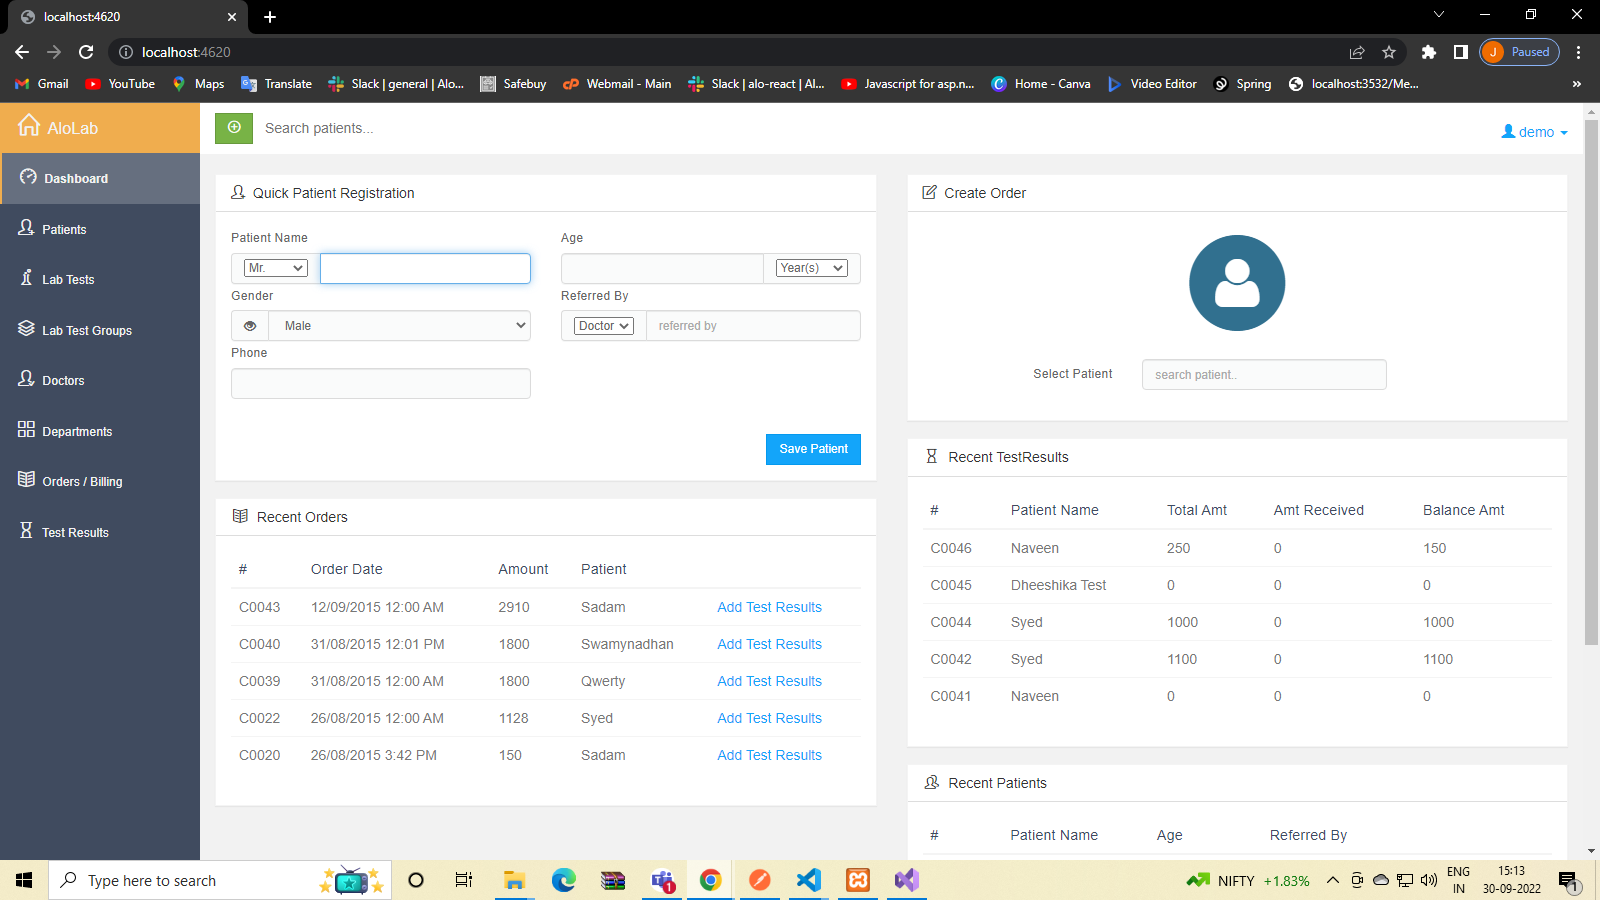 localhost:4620
localhost:4620
J Paused
Gmail YouTube Maps Translate Slack | general | Alo... Safebuy Webmail - Main Slack | alo-react | Al... Javascript for asp.n... Home - Canva Video Editor Spring localhost:3532/Me... »
AloLab
Search patients...
demo
Dashboard
Patients
Lab Tests
Lab Test Groups
Doctors
Departments
Orders / Billing
Test Results
Quick Patient Registration
Patient Name Age
Mr. Year(s)
Gender Referred By
Male Doctor referred by
Phone
Save Patient
Recent Orders
# Order Date Amount Patient
C0043 12/09/2015 12:00 AM 2910 Sadam Add Test Results
C0040 31/08/2015 12:01 PM 1800 Swamynadhan Add Test Results
C0039 31/08/2015 12:00 AM 1800 Qwerty Add Test Results
C0022 26/08/2015 12:00 AM 1128 Syed Add Test Results
C0020 26/08/2015 3:42 PM 150 Sadam Add Test Results
Create Order
Select Patient search patient..
Recent TestResults
# Patient Name Total Amt Amt Received Balance Amt
C0046 Naveen 250 0 150
C0045 Dheeshika Test 0 0 0
C0044 Syed 1000 0 1000
C0042 Syed 1100 0 1100
C0041 Naveen 0 0 0
Recent Patients
# Patient Name Age Referred By
Type here to search
1
NIFTY +1.83%
ENG
IN
15:13
30-09-2022
1